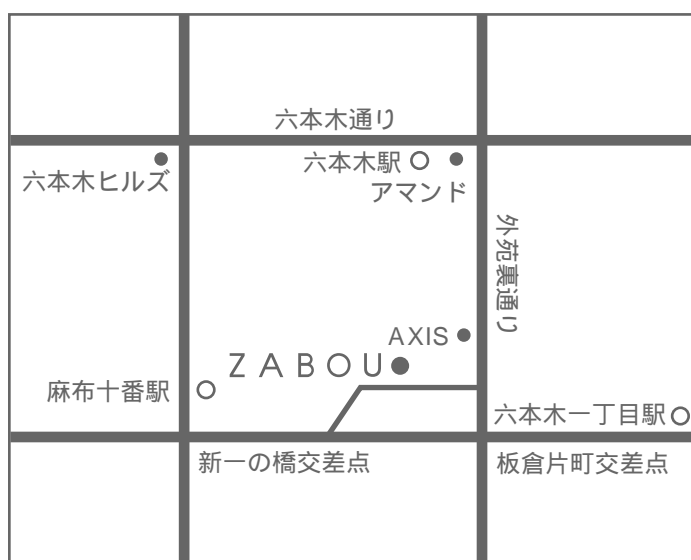 六本木通り
六本木駅
アマンド
六本木ヒルズ
外苑裏通り
AXIS
ZABOU
麻布十番駅
六本木一丁目駅
新一の橋交差点
板倉片町交差点